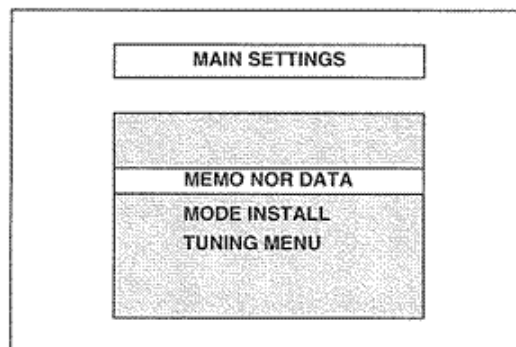 MAIN SETTINGS
MEMO NOR DATA
MODE INSTALL
TUNING MENU